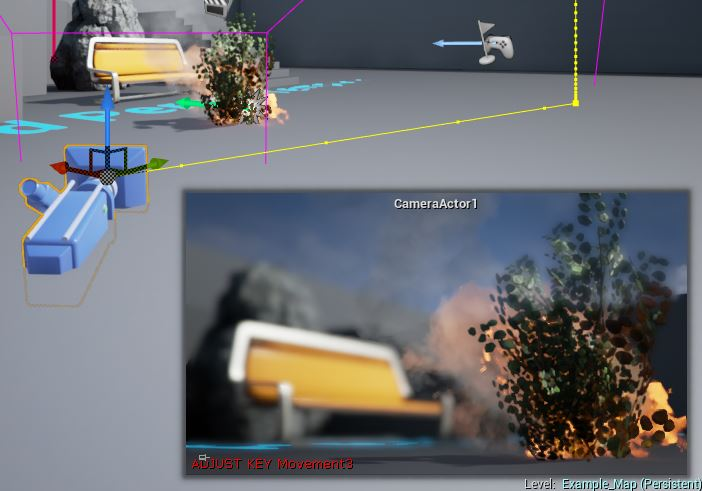 CameraActor1
ADJUST KEY Movement3
Level: Example_Map (Persistent)